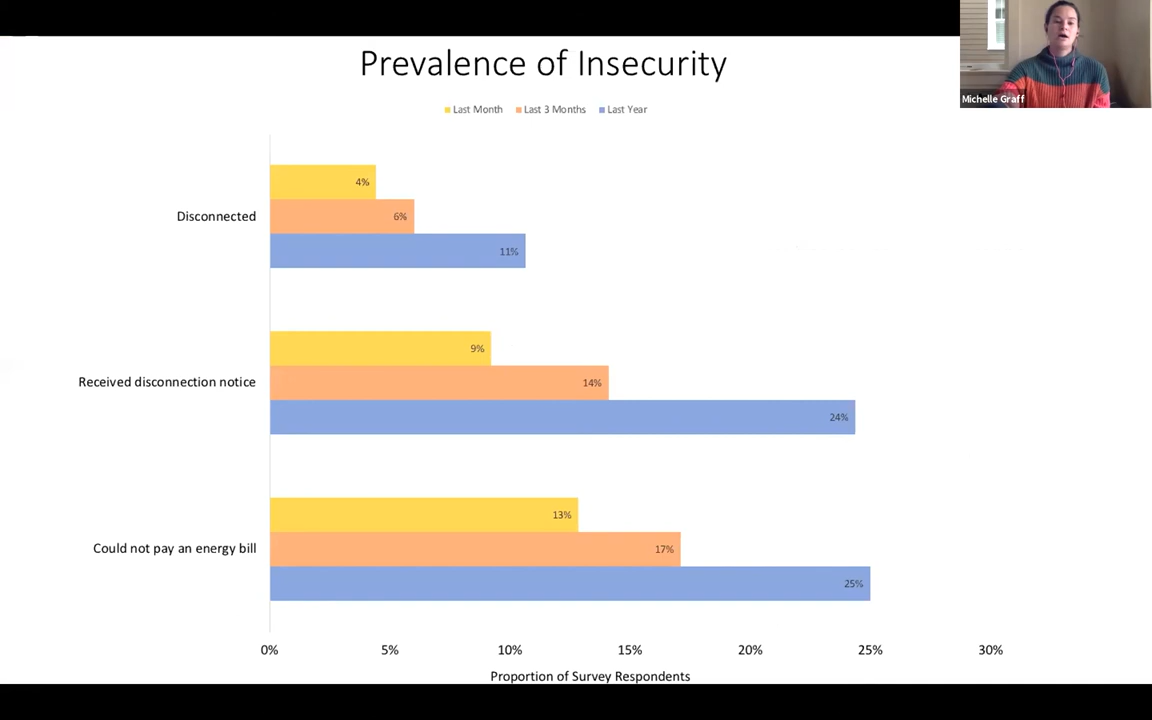 Prevalence of Insecurity
Last Month Last 3 Months Last Year
Michelle Graff
4%
Disconnected
6%
11%
9%
Received disconnection notice
14%
24%
13%
Could not pay an energy bill
17%
25%
0% 5% 10% 15% 20% 25% 30%
Proportion of Survey Respondents